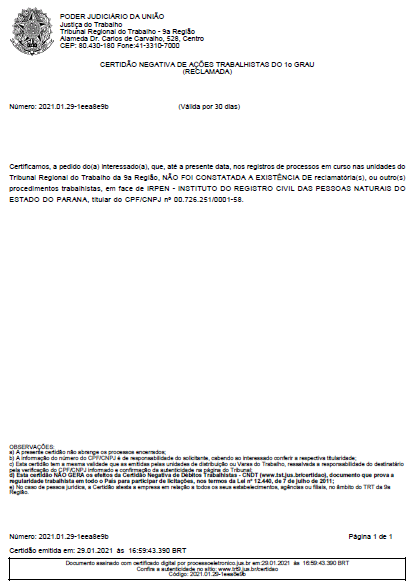 PODER JUDICIÁRIO DA UNIÃO
Justiça do Trabalho
Tribunal Regional do Trabalho - 9a Região
Alameda Dr. Carlos de Carvalho, 528, Centro
CEP: 80.430-180 Fone:41-3310-7000
CERTIDÃO NEGATIVA DE AÇÕES TRABALHISTAS DO 1o GRAU
(RECLAMADA)
Número: 2021.01.29-1eea8e9b (Válida por 30 dias)
Certificamos, a pedido do(a) interessado(a), que, até a presente data, nos registros de processos em curso nas unidades do
Tribunal Regional do Trabalho da 9a Região, NÃO FOI CONSTATADA A EXISTÊNCIA DE reclamatória(s), ou outro(s)
procedimentos trabalhistas, em face de IRPEN - INSTITUTO DO REGISTRO CIVIL DAS PESSOAS NATURAIS DO
ESTADO DO PARANA, titular do CPF/CNPJ nº 00.726.251/0001-58.
OBSERVAÇÕES:
a) A presente certidão não abrange os processos encerrados;
b) A informação do número do CPF/CNPJ é de responsabilidade do solicitante, cabendo ao interessado conferir a respectiva titularidade;
c) Esta certidão tem a mesma validade que as emitidas pelas unidades de distribuição ou Varas do Trabalho, ressalvada a responsabilidade do destinatário
pela verificação do CPF/CNPJ informado e confirmação da autenticidade na página do Tribunal;
d) Esta certidão NÃO GERA os efeitos da Certidão Negativa de Débitos Trabalhistas - CNDT (www.tst.jus.br/certidao), documento que prova a
regularidade trabalhista em todo o País para participar de licitações, nos termos da Lei nº 12.440, de 7 de julho de 2011;
e) No caso de pessoa jurídica, a Certidão atesta a empresa em relação a todos os seus estabelecimentos, agências ou filiais, no âmbito do TRT da 9a
Região.
Número: 2021.01.29-1eea8e9b Página 1 de 1
Certidão emitida em: 29.01.2021 às 16:59:43.390 BRT
Documento assinado com certificado digital por processoeletronico.jus.br em 29.01.2021 às 16:59:43.390 BRT
Confira a autenticidade no sítio: www.trt9.jus.br/certidao
Código: 2021.01.29-1eea8e9b